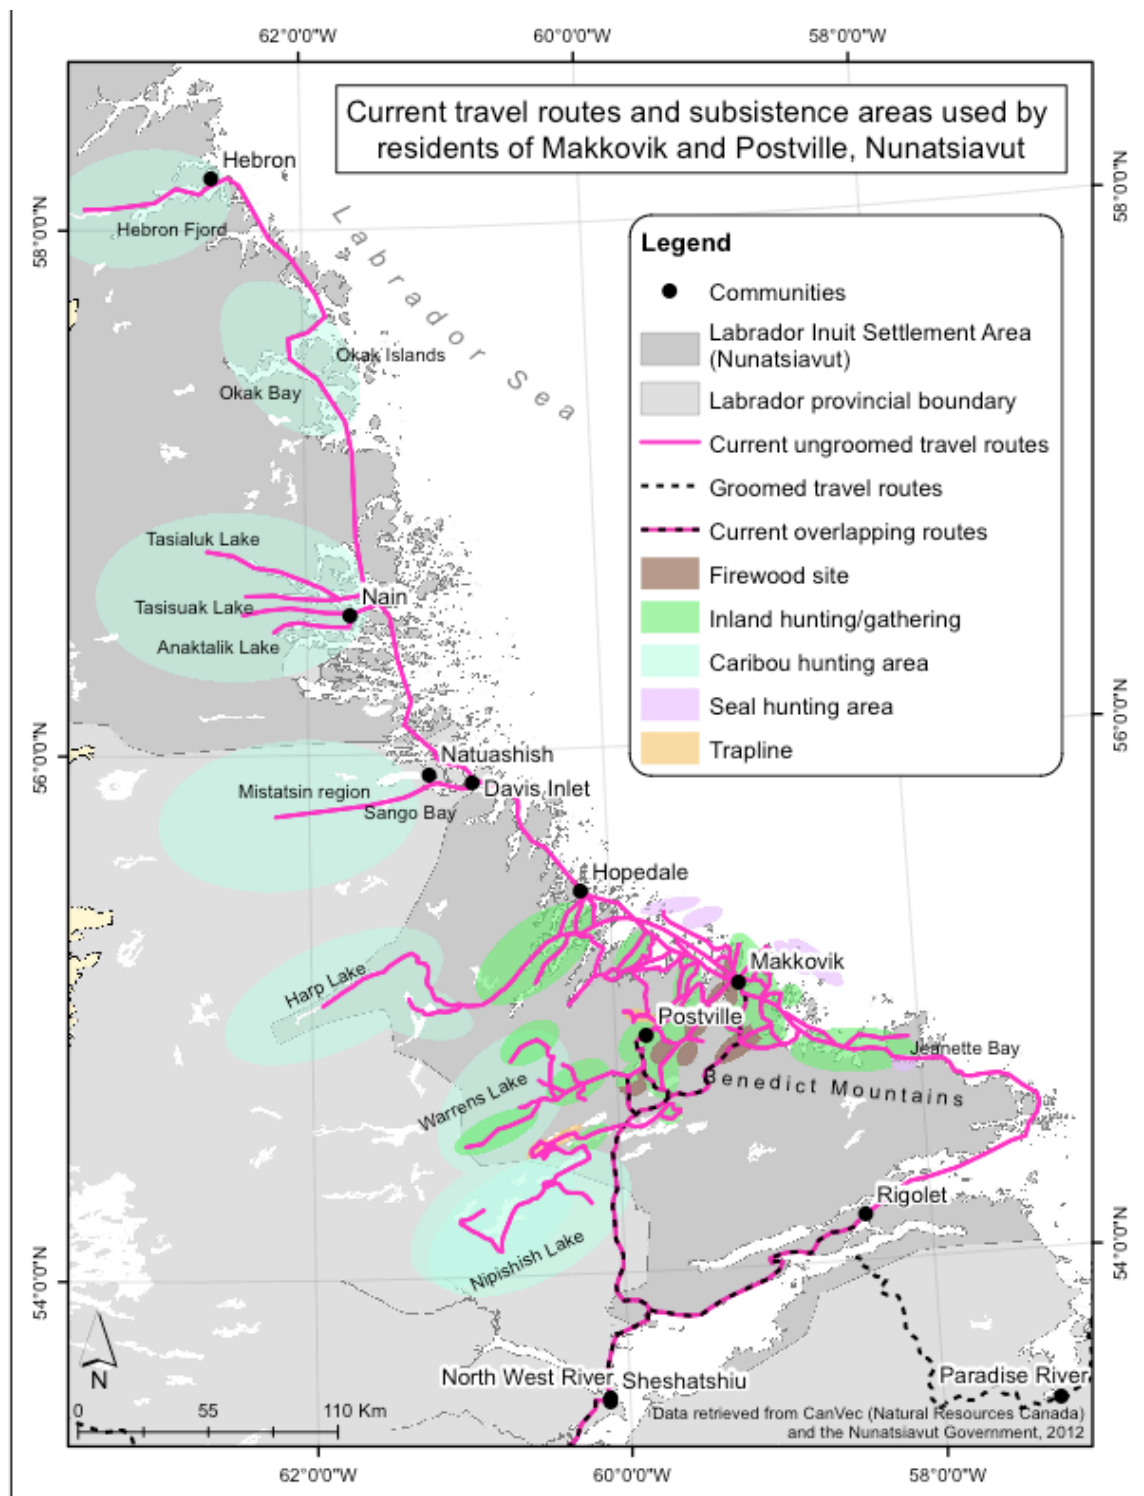 62°0'0"W 60°0'0"W 58°0'0"W
Current travel routes and subsistence areas used by
residents of Makkovik and Postville, Nunatsiavut
Hebron
58°0'0"N
58°0'0"N
Hebron Fjord
Labrador Sea
Legend
Communities
Labrador Inuit Settlement Area
(Nunatsiavut)
Labrador provincial boundary
Current ungroomed travel routes
Groomed travel routes
Current overlapping routes
Firewood site
Inland hunting/gathering
Caribou hunting area
Seal hunting area
Trapline
Okak Islands
Okak Bay
Tasialuk Lake
Nain
Tasisuak Lake
Anaktalik Lake
56°0'0"N
56°0'0"N
Natuashish
Mistatsin region
Davis Inlet
Sango Bay
Hopedale
Makkovik
Harp Lake
Postville
Jeanette Bay
Benedict Mountains
Warrens Lake
Rigolet
Nipishish Lake
54°0'0"N
54°0'0"N
N
North West River
Sheshatshiu
Paradise River
0 55 110 Km
Data retrieved from CanVec (Natural Resources Canada)
and the Nunatsiavut Government, 2012
62°0'0"W 60°0'0"W 58°0'0"W